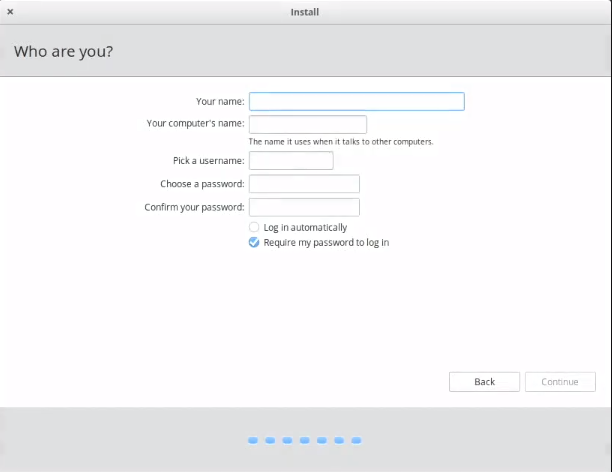 Install
Who are you?
Your name:
Your computer's name:
The name it uses when it talks to other computers.
Pick a username:
Choose a password:
Confirm your password:
Log in automatically
Require my password to log in
Back Continue